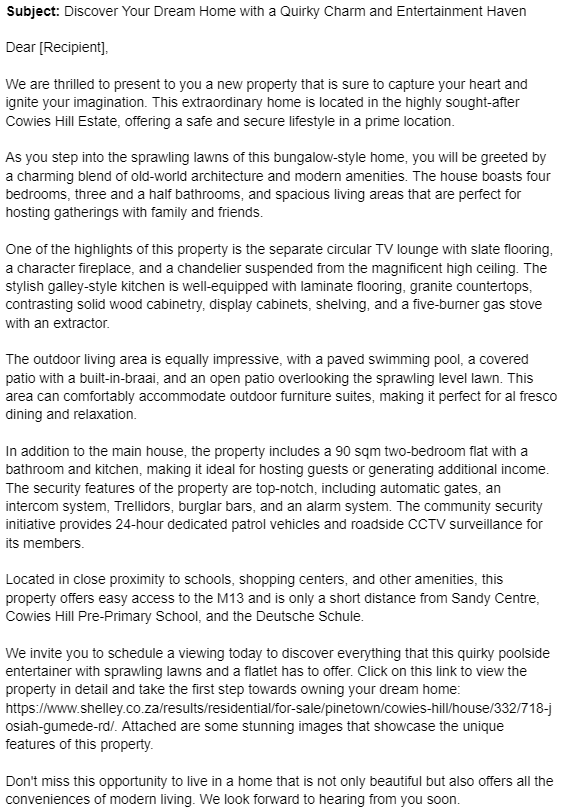 Subject: Discover Your Dream Home with a Quirky Charm and Entertainment Haven
Dear [Recipient],
We are thrilled to present to you a new property that is sure to capture your heart and
ignite your imagination. This extraordinary home is located in the highly sought-after
Cowies Hill Estate, offering a safe and secure lifestyle in a prime location.
As you step into the sprawling lawns of this bungalow-style home, you will be greeted by
a charming blend of old-world architecture and modern amenities. The house boasts four
bedrooms, three and a half bathrooms, and spacious living areas that are perfect for
hosting gatherings with family and friends.
One of the highlights of this property is the separate circular TV lounge with slate flooring,
a character fireplace, and a chandelier suspended from the magnificent high ceiling. The
stylish galley-style kitchen is well-equipped with laminate flooring, granite countertops,
contrasting solid wood cabinetry, display cabinets, shelving, and a five-burner gas stove
with an extractor.
The outdoor living area is equally impressive, with a paved swimming pool, a covered
patio with a built-in-braai, and an open patio overlooking the sprawling level lawn. This
area can comfortably accommodate outdoor furniture suites, making it perfect for al fresco
dining and relaxation.
In addition to the main house, the property includes a 90 sqm two-bedroom flat with a
bathroom and kitchen, making it ideal for hosting guests or generating additional income.
The security features of the property are top-notch, including automatic gates, an
intercom system, Trellidors, burglar bars, and an alarm system. The community security
initiative provides 24-hour dedicated patrol vehicles and roadside CCTV surveillance for
its members.
Located in close proximity to schools, shopping centers, and other amenities, this
property offers easy access to the M13 and is only a short distance from Sandy Centre,
Cowies Hill Pre-Primary School, and the Deutsche Schule.
We invite you to schedule a viewing today to discover everything that this quirky poolside
entertainer with sprawling lawns and a flatlet has to offer. Click on this link to view the
property in detail and take the first step towards owning your dream home:
https://www.shelley.co.za/results/residential/for-sale/pinetown/cowies-hill/house/332/718-j
osiah-gumede-rd/. Attached are some stunning images that showcase the unique
features of this property.
Don't miss this opportunity to live in a home that is not only beautiful but also offers all the
conveniences of modern living. We look forward to hearing from you soon.